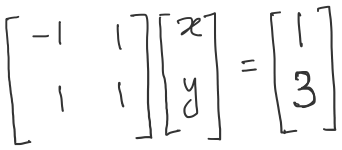 [-1 1] [x] = [1]
[1 1] [y] [3]